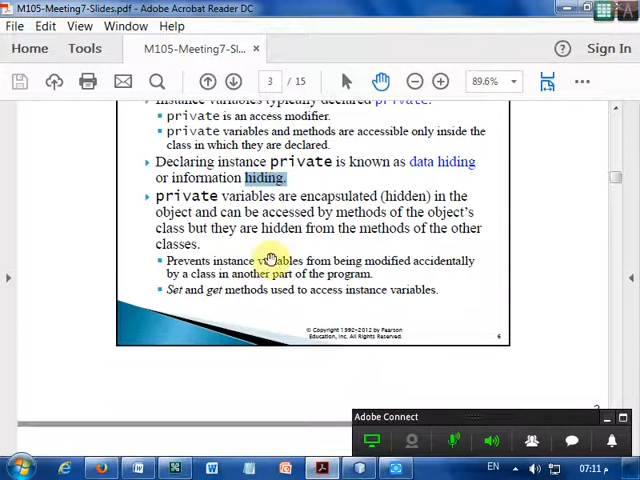 M105-Meeting7-Slides.pdf - Adobe Acrobat Reader DC
File Edit View Window Help
Home Tools M105-Meeting7-Sl... × Sign In
3 / 15 89.6%
Instance variables typically declared private.
private is an access modifier.
private variables and methods are accessible only inside the
class in which they are declared.
Declaring instance private is known as data hiding
or information hiding.
private variables are encapsulated (hidden) in the
object and can be accessed by methods of the object's
class but they are hidden from the methods of the other
classes.
Prevents instance variables from being modified accidentally
by a class in another part of the program.
Set and get methods used to access instance variables.
© Copyright 1992-2012 by Pearson
Education, Inc. All Rights Reserved.
6
Adobe Connect
EN 07:11 م